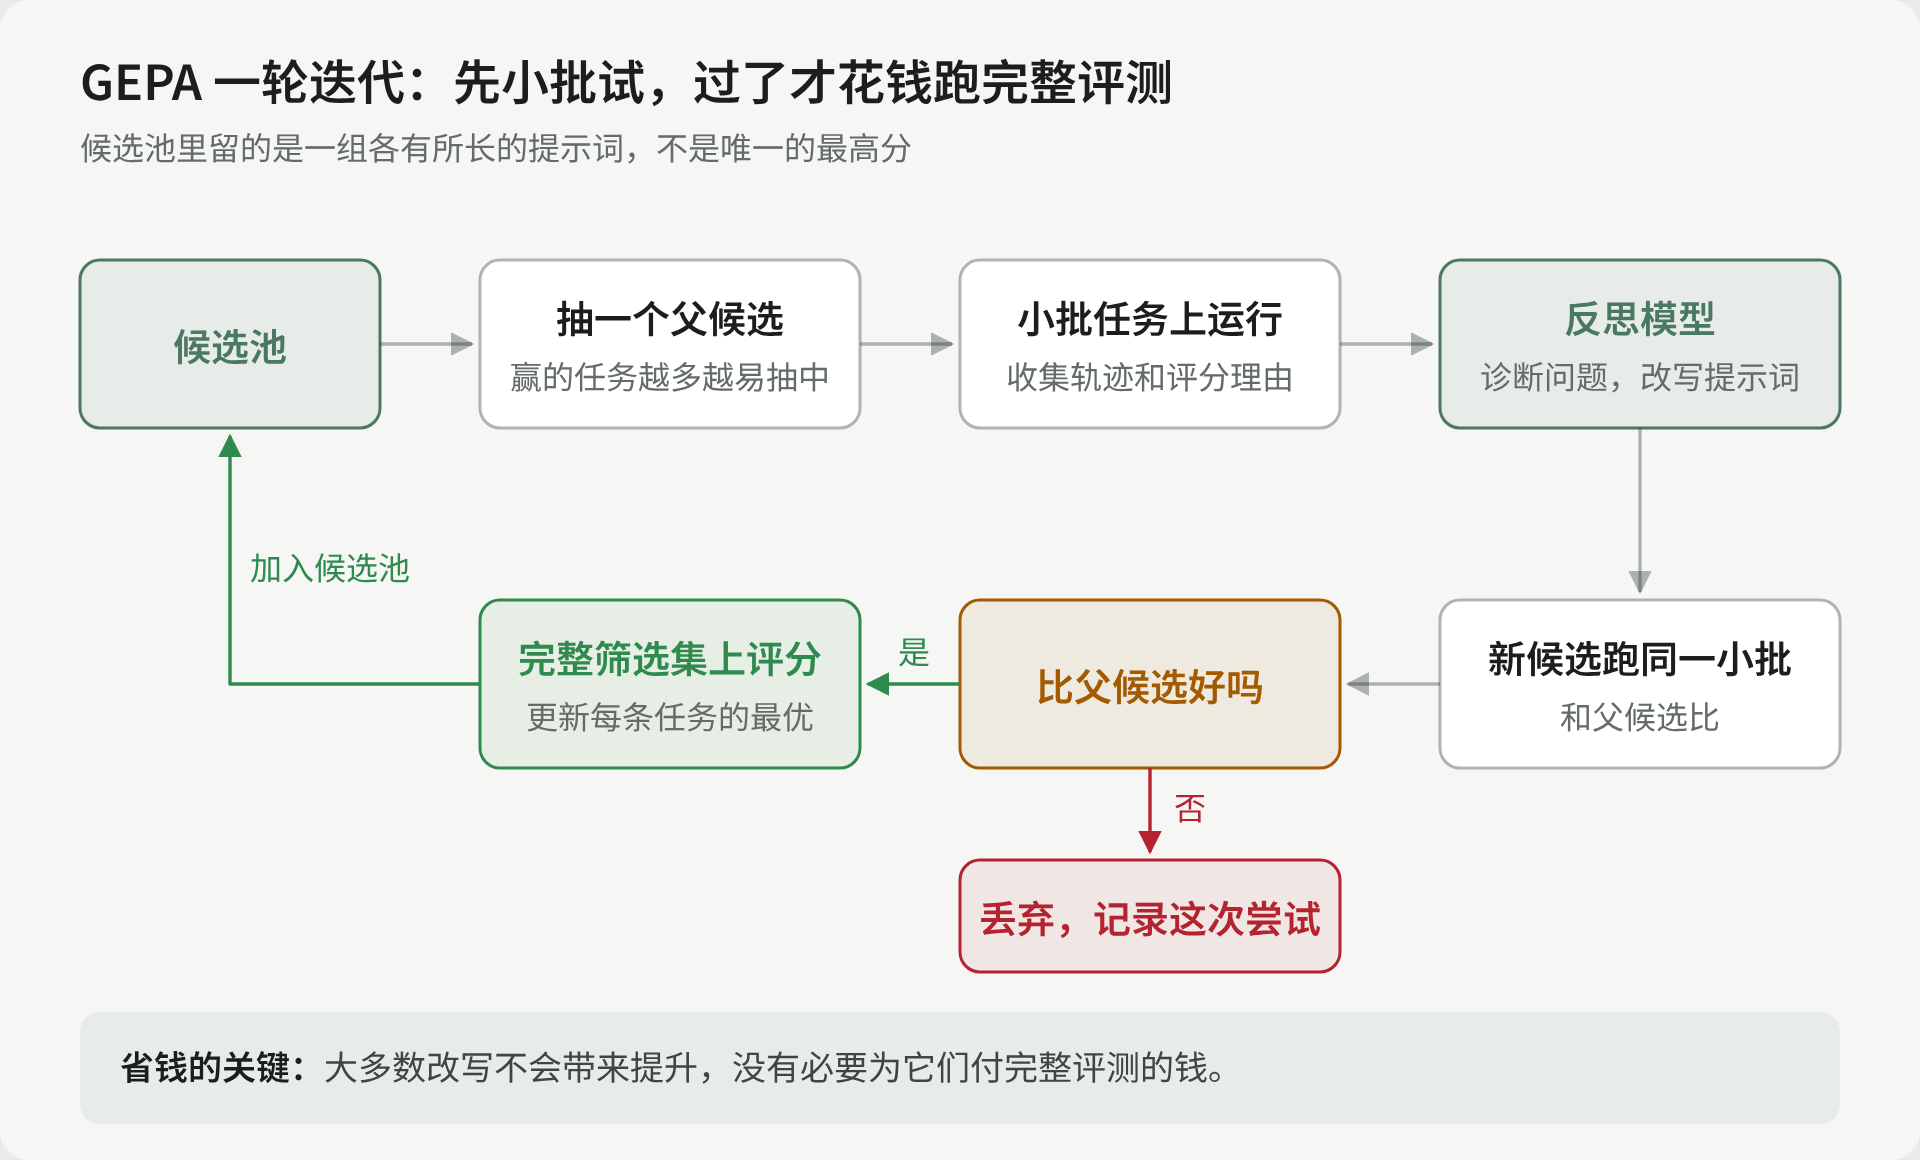 GEPA 一轮迭代：先小批试，过了才花钱跑完整评测
候选池里留的是一组各有所长的提示词，不是唯一的最高分
候选池
抽一个父候选
赢的任务越多越易抽中
小批任务上运行
收集轨迹和评分理由
反思模型
诊断问题，改写提示词
加入候选池
完整筛选集上评分
更新每条任务的最优
是
比父候选好吗
新候选跑同一小批
和父候选比
否
丢弃，记录这次尝试
省钱的关键：大多数改写不会带来提升，没有必要为它们付完整评测的钱。